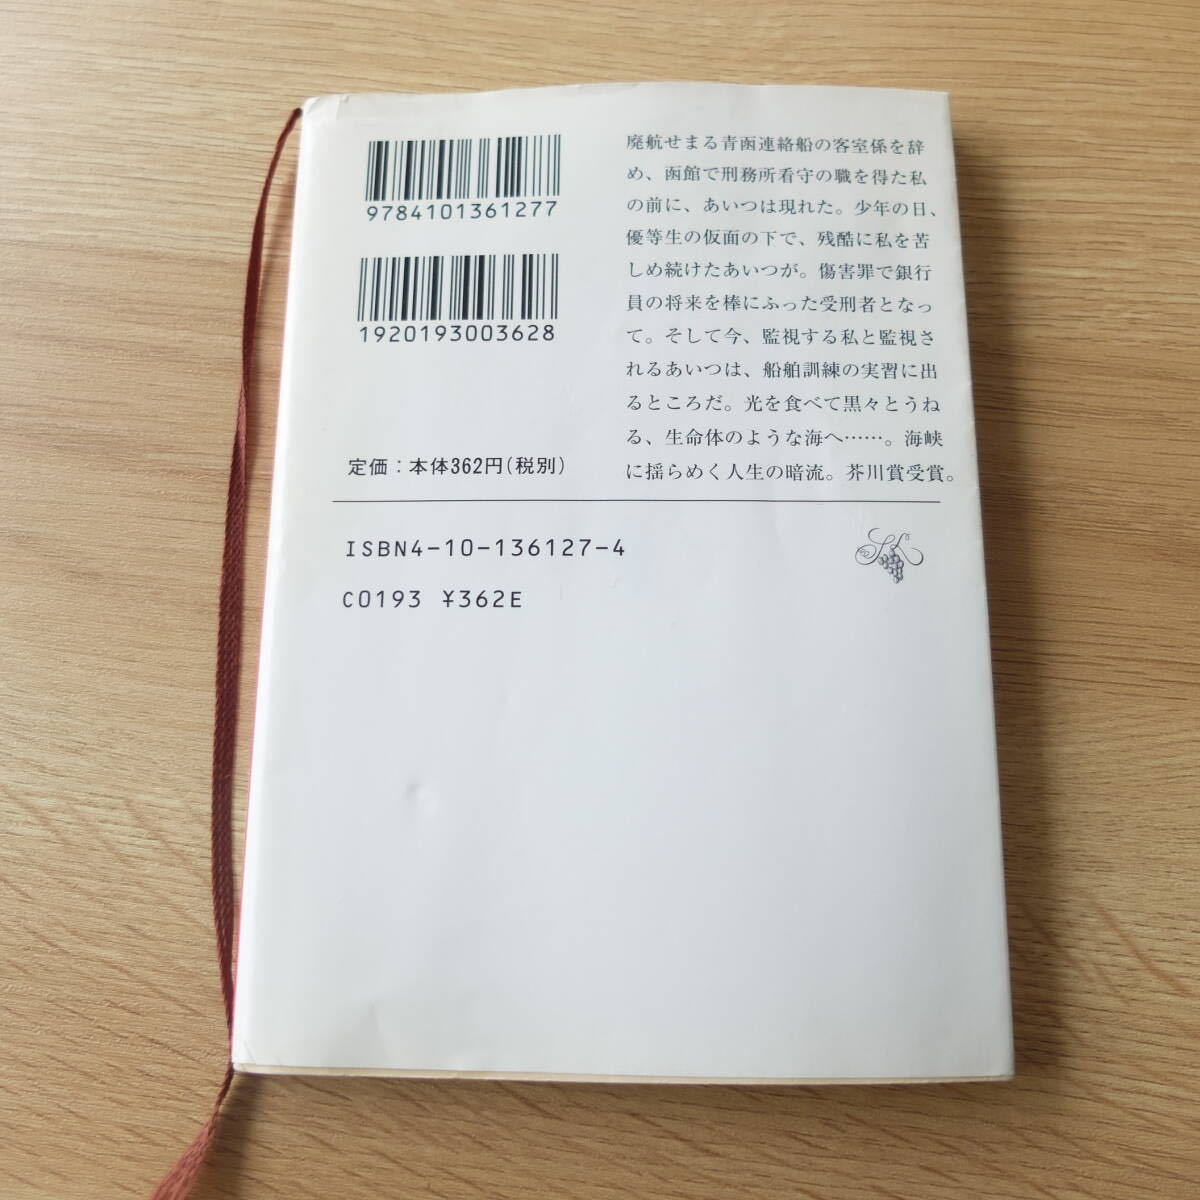 9784101361277
1920193003628
定価：本体362円(税別)
廃航せまる青函連絡船の客室係を辞
め、函館で刑務所看守の職を得た私
の前に、あいつは現れた。少年の日、
優等生の仮面の下で、残酷に私を苦
しめ続けたあいつが。傷害罪で銀行
員の将来を棒にふった受刑者となっ
て。そして今、監視する私と監視さ
れるあいつは、船舶訓練の実習に出
るところだ。光を食べて黒々とうね
る、生命体のような海へ……。海峡
に揺らめく人生の暗流。芥川賞受賞。
ISBN4-10-136127-4
C0193 ¥362E